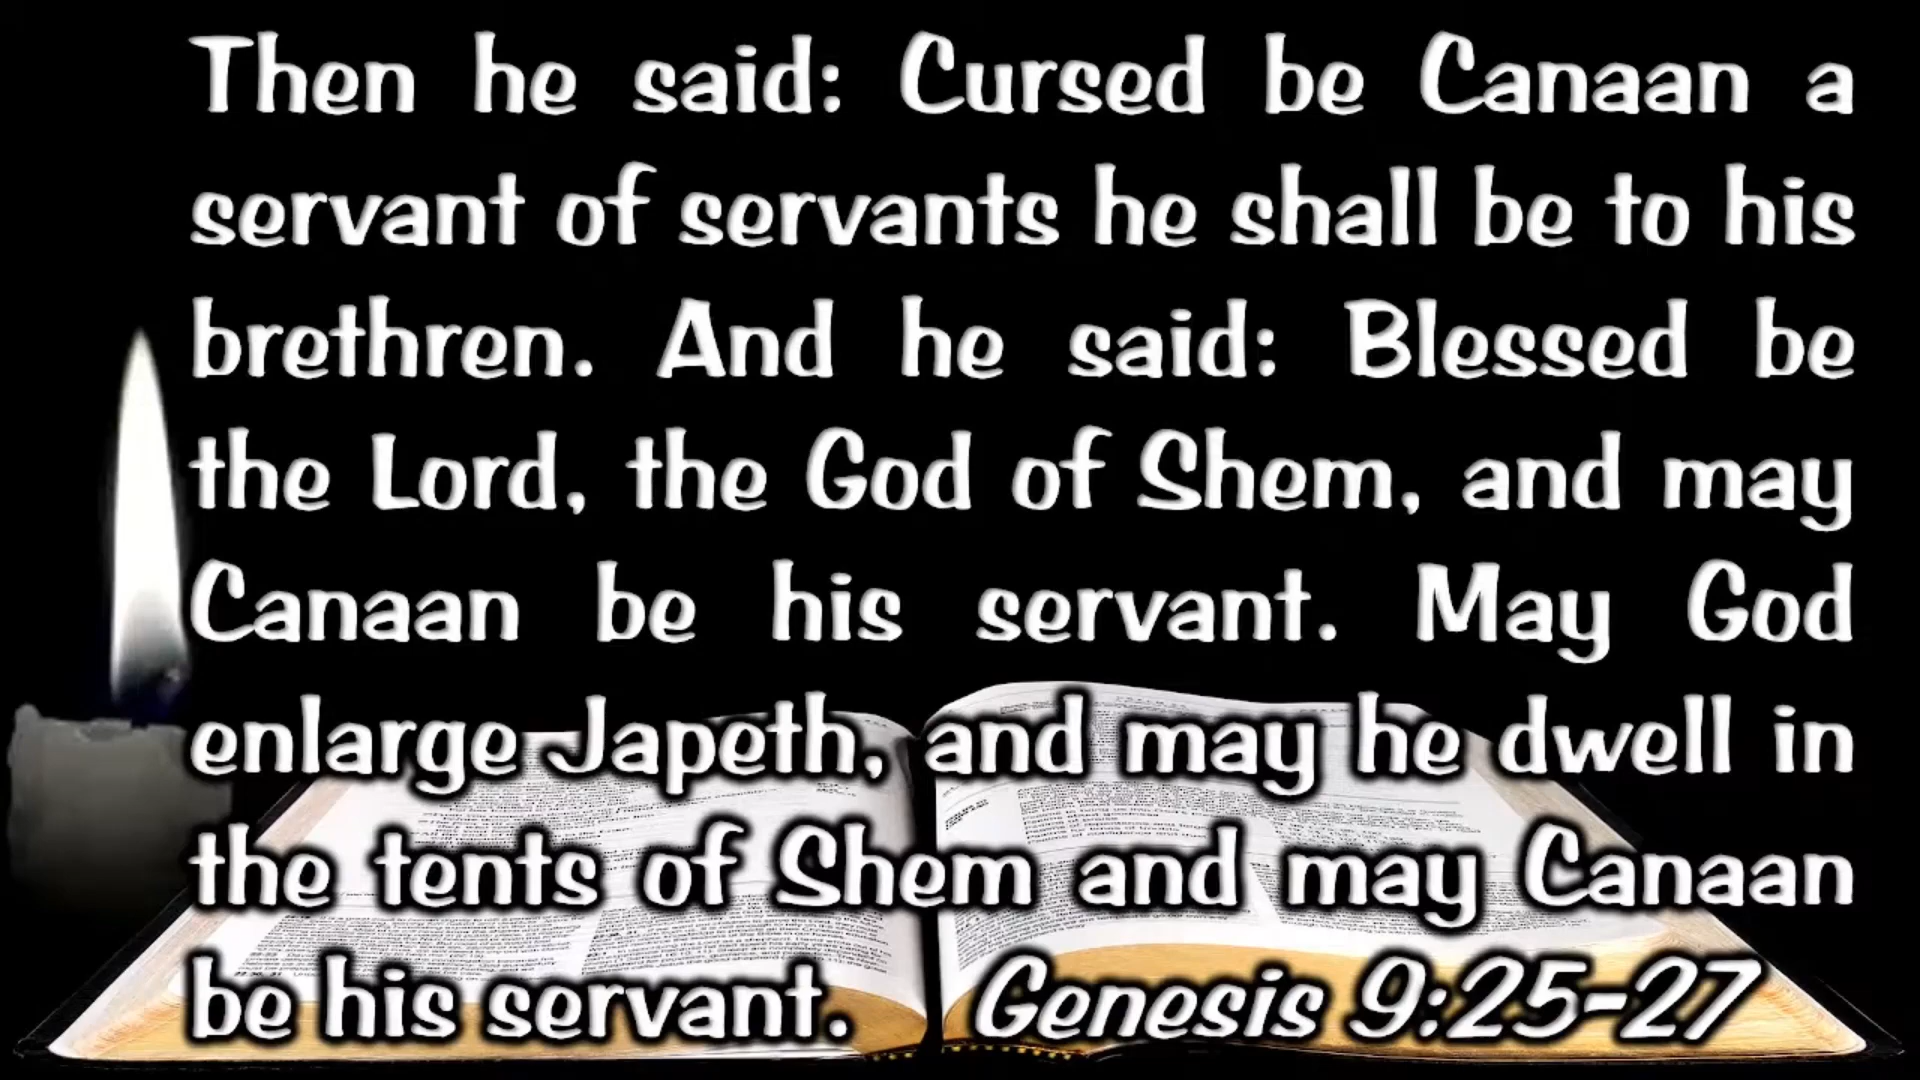 Then he said: Cursed be Canaan a
servant of servants he shall be to his
brethren. And he said: Blessed be
the Lord, the God of Shem, and may
Canaan be his servant. May God
enlarge Japeth, and may he dwell in
the tents of Shem and may Canaan
be his servant. Genesis 9:25-27